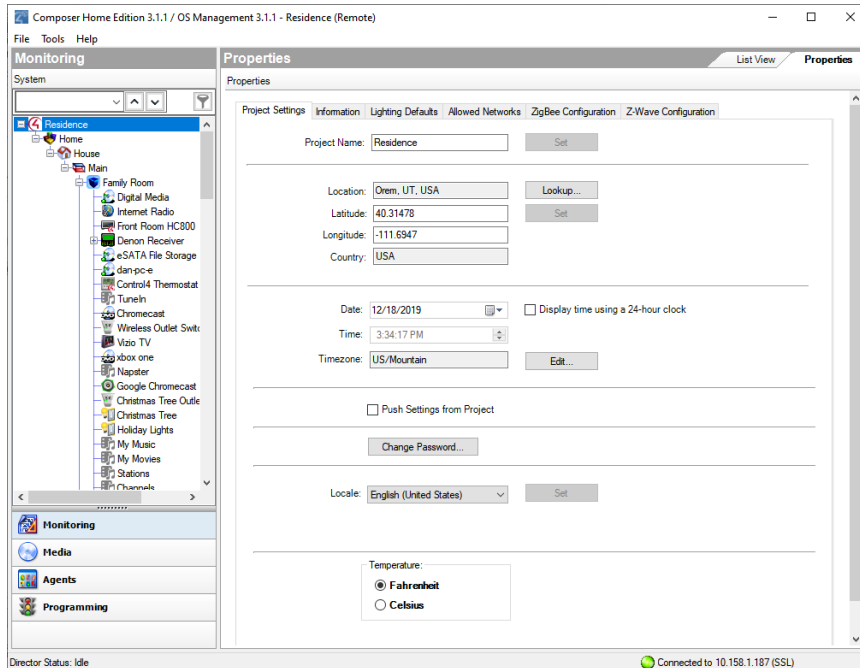 Composer Home Edition 3.1.1 / OS Management 3.1.1 - Residence (Remote)
File Tools Help
Monitoring
System
Residence
Home
House
Main
Family Room
Digital Media
Internet Radio
Front Room HC800
Denon Receiver
eSATA File Storage
dan-pc-e
Control4 Thermostat
TuneIn
Chromecast
Wireless Outlet Switc
Vizio TV
xbox one
Napster
Google Chromecast
Christmas Tree Outle
Christmas Tree
Holiday Lights
My Music
My Movies
Stations
Channels
Monitoring
Media
Agents
Programming
Properties
List View Properties
Properties
Project Settings Information Lighting Defaults Allowed Networks ZigBee Configuration Z-Wave Configuration
Project Name: Residence Set
Location: Orem, UT, USA Lookup...
Latitude: 40.31478 Set
Longitude: -111.6947
Country: USA
Date: 12/18/2019 Display time using a 24-hour clock
Time: 3:34:17 PM
Timezone: US/Mountain Edit...
Push Settings from Project
Change Password...
Locale: English (United States) Set
Temperature:
Fahrenheit
Celsius
Director Status: Idle Connected to 10.158.1.187 (SSL)